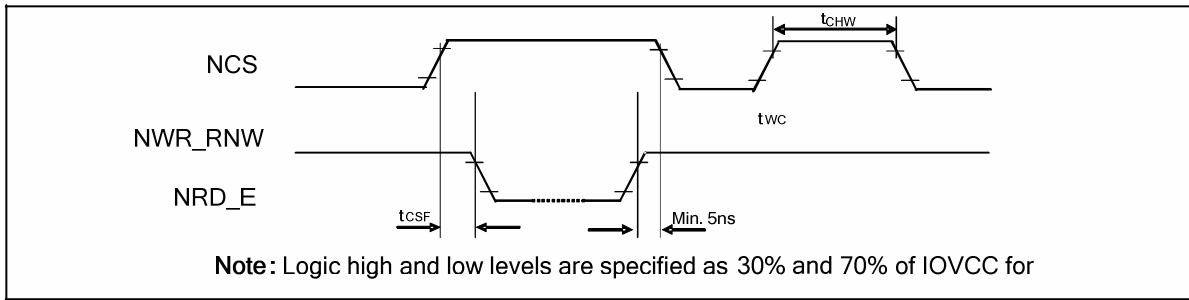 tCHW
NCS
twc
NWR_RNW
NRD_E
tCSF
Min. 5ns
Note: Logic high and low levels are specified as 30% and 70% of IOVCC for